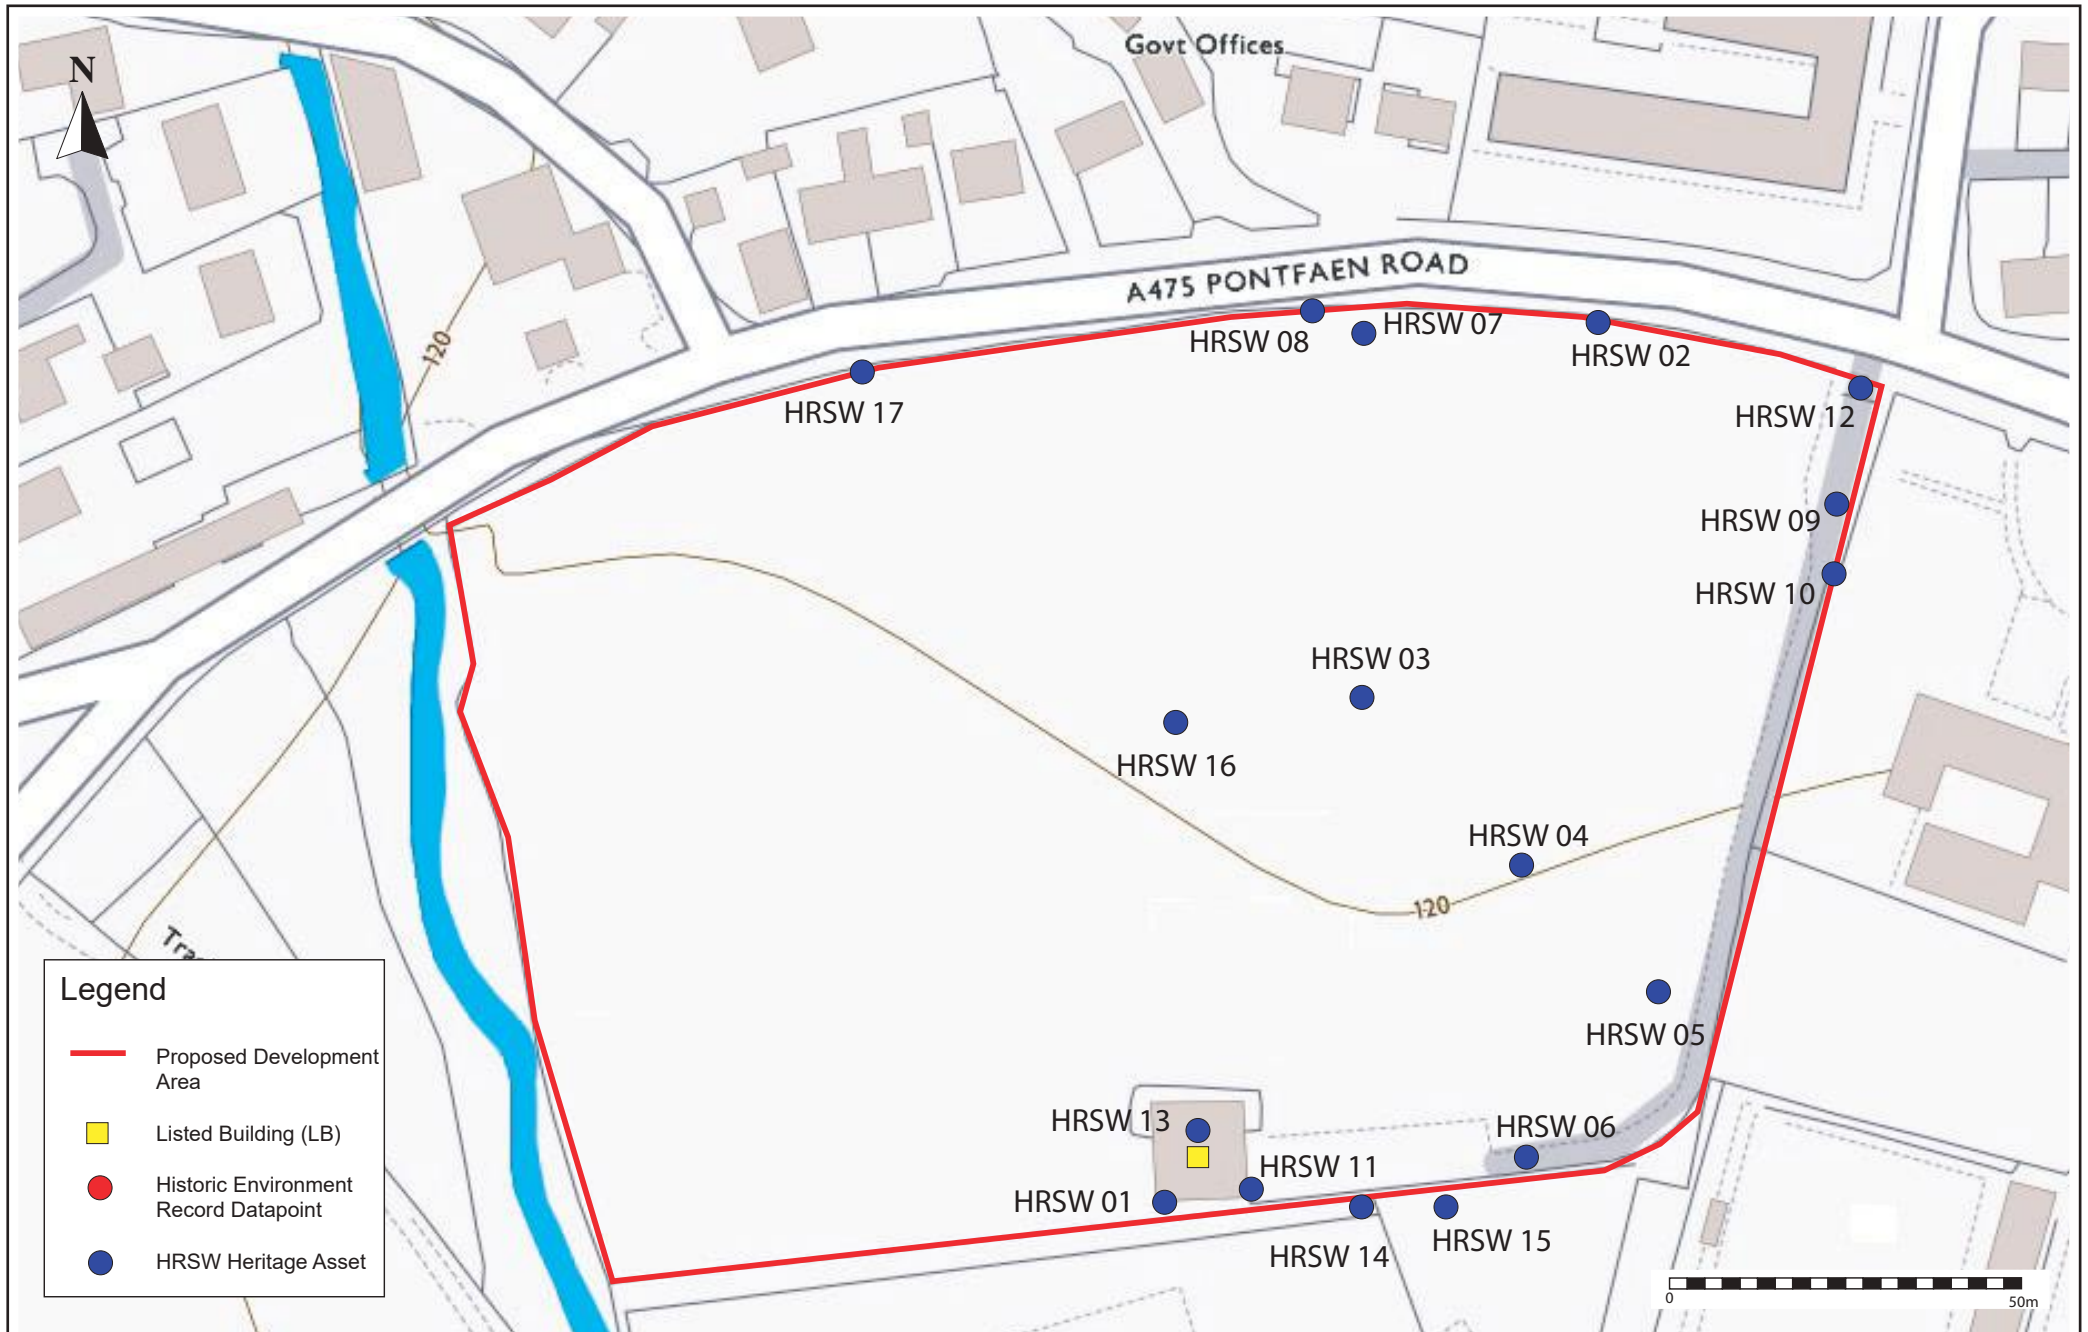 Govt Offices
N
A475 PONTFAEN ROAD
HRSW 07
HRSW 08
HRSW 02
120
HRSW 17
HRSW 12
HRSW 09
HRSW 10
HRSW 03
HRSW 16
HRSW 04
120
HRSW 05
Legend
Proposed Development
Area
Listed Building (LB)
Historic Environment
Record Datapoint
HRSW Heritage Asset
HRSW 13
HRSW 06
HRSW 11
HRSW 01
HRSW 15
HRSW 14
0
50m